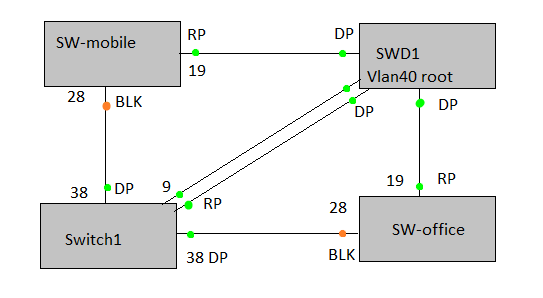 SW-mobile
RP
DP
SWD1
Vlan40 root
19
28
BLK
DP
DP
38
DP
9
RP
19
RP
28
Switch1
SW-office
38 DP
BLK